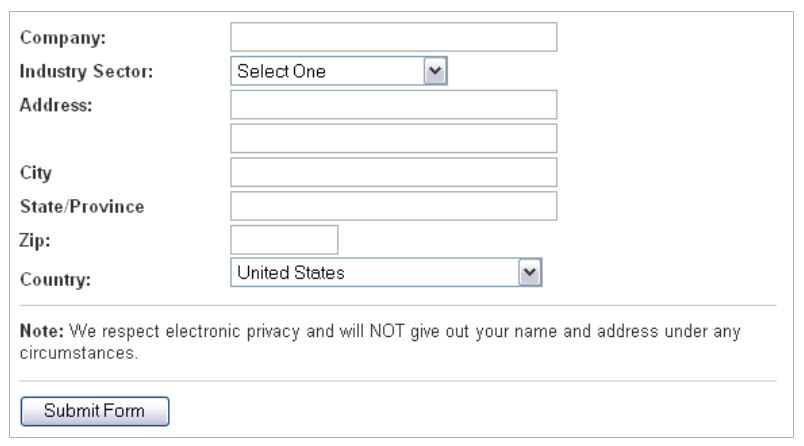 Company:
Industry Sector: Select One
Address:
City
State/Province
Zip:
Country: United States
Note: We respect electronic privacy and will NOT give out your name and address under any
circumstances.
Submit Form